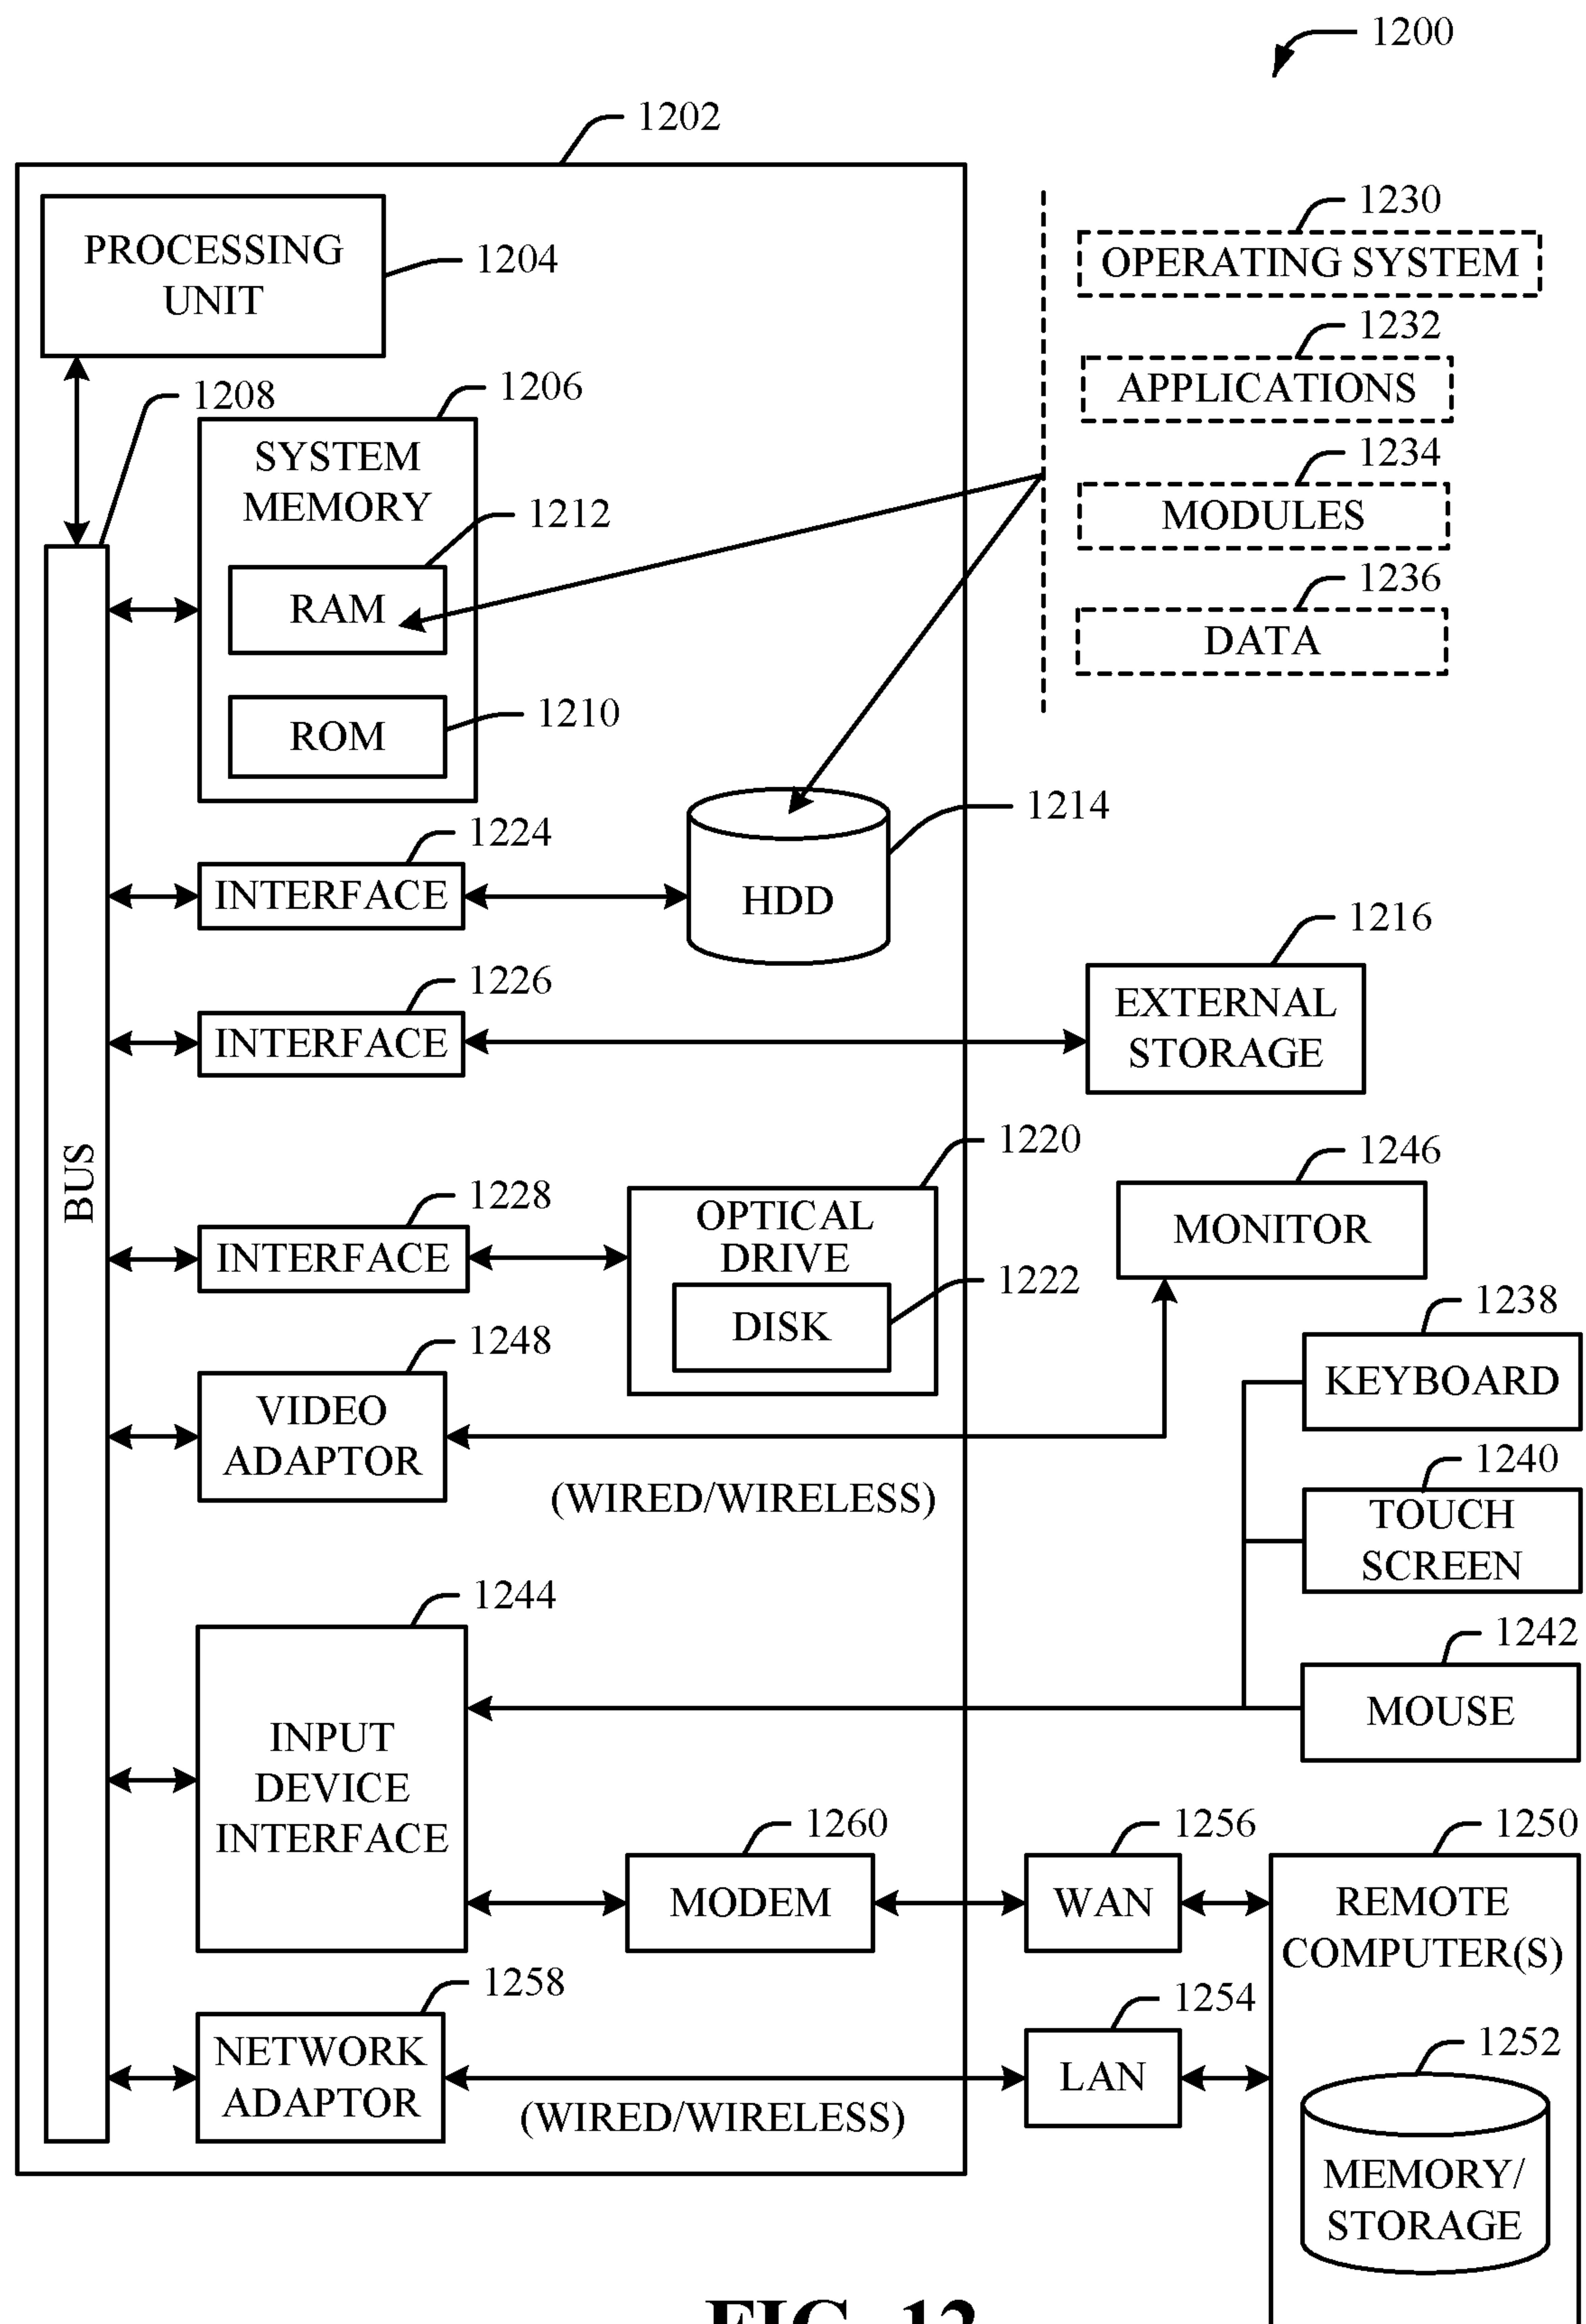 1200
1202
PROCESSING
UNIT
1204
1230
OPERATING SYSTEM
1232
APPLICATIONS
1234
MODULES
1236
DATA
1208
1206
SYSTEM
MEMORY
1212
RAM
1210
ROM
BUS
1224
INTERFACE
1214
HDD
1226
INTERFACE
1216
EXTERNAL
STORAGE
1228
INTERFACE
1220
OPTICAL
DRIVE
1222
DISK
1246
MONITOR
1248
VIDEO
ADAPTOR
(WIRED/WIRELESS)
1238
KEYBOARD
1240
TOUCH
SCREEN
1242
MOUSE
1244
INPUT
DEVICE
INTERFACE
1260
MODEM
1256
WAN
1250
REMOTE
COMPUTER(S)
1258
NETWORK
ADAPTOR
(WIRED/WIRELESS)
1254
LAN
1252
MEMORY/
STORAGE
FIG. 12